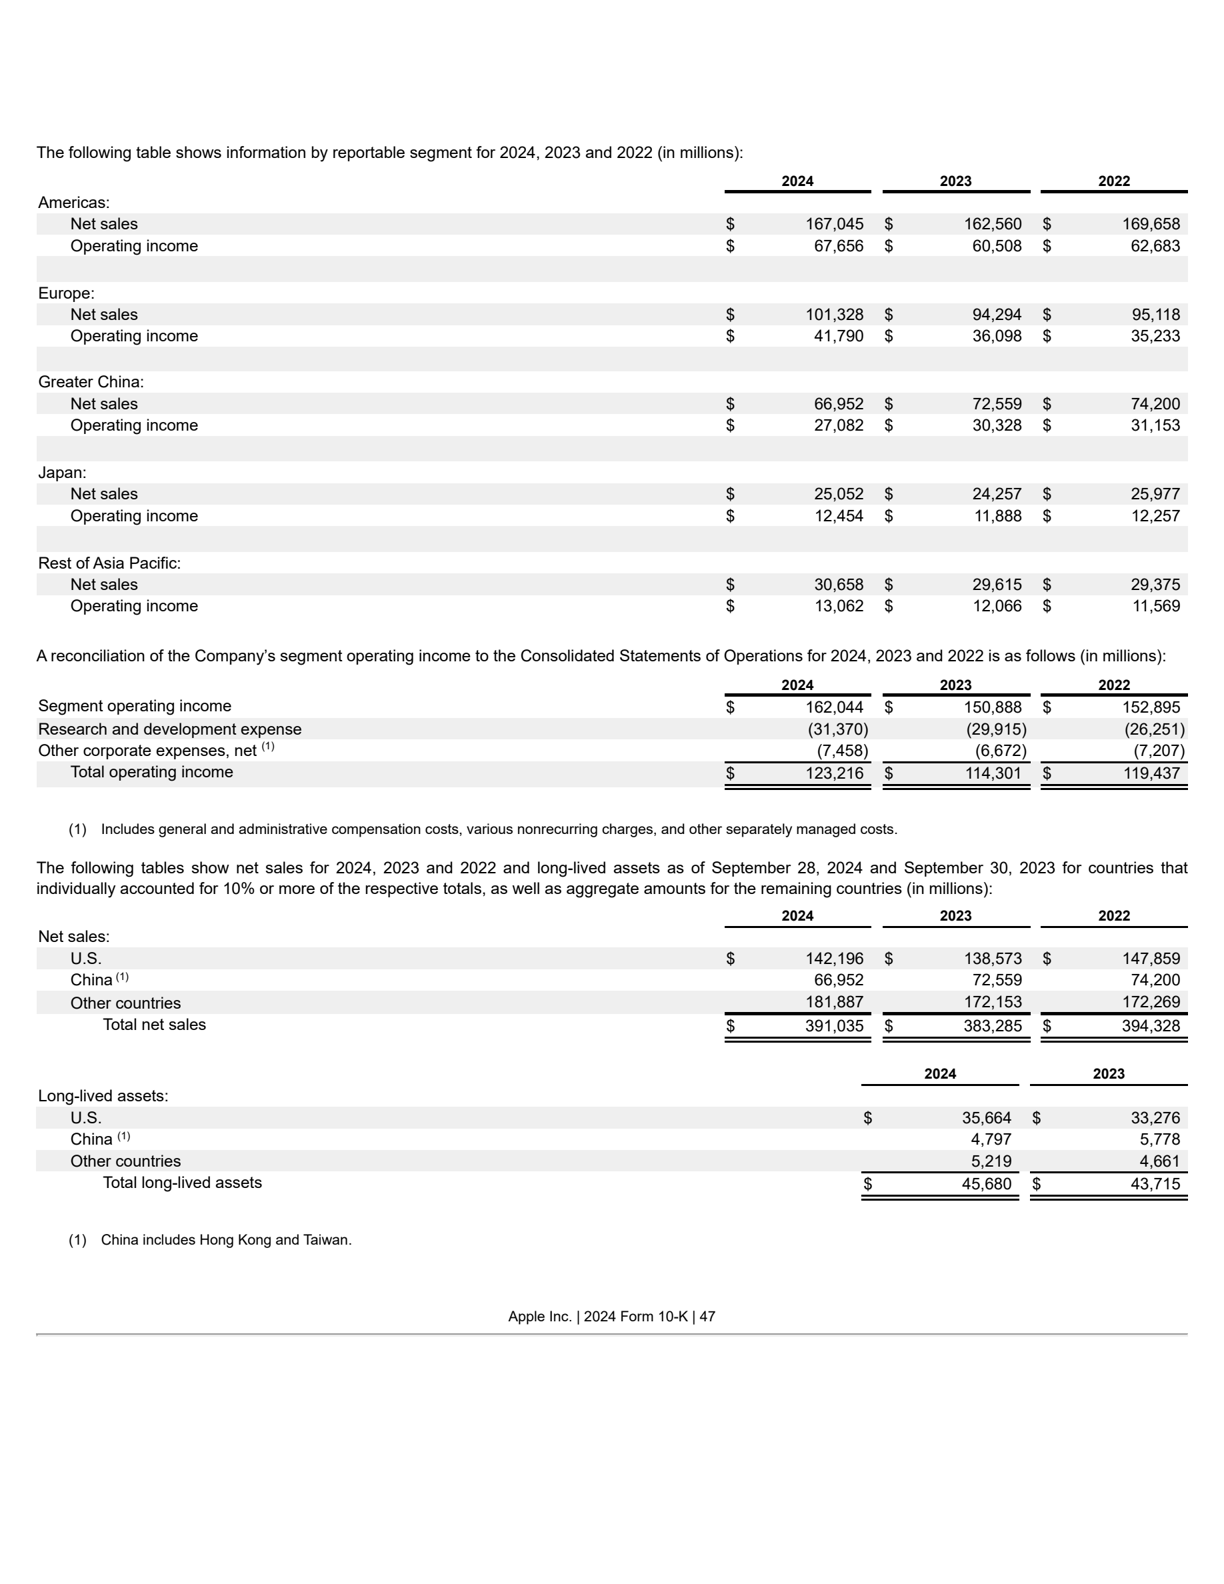 The following table shows information by reportable segment for 2024, 2023 and 2022 (in millions):
2024 2023 2022
Americas:
Net sales $ 167,045 $ 162,560 $ 169,658
Operating income $ 67,656 $ 60,508 $ 62,683
Europe:
Net sales $ 101,328 $ 94,294 $ 95,118
Operating income $ 41,790 $ 36,098 $ 35,233
Greater China:
Net sales $ 66,952 $ 72,559 $ 74,200
Operating income $ 27,082 $ 30,328 $ 31,153
Japan:
Net sales $ 25,052 $ 24,257 $ 25,977
Operating income $ 12,454 $ 11,888 $ 12,257
Rest of Asia Pacific:
Net sales $ 30,658 $ 29,615 $ 29,375
Operating income $ 13,062 $ 12,066 $ 11,569
A reconciliation of the Company’s segment operating income to the Consolidated Statements of Operations for 2024, 2023 and 2022 is as follows (in millions):
2024 2023 2022
Segment operating income $ 162,044 $ 150,888 $ 152,895
Research and development expense (31,370) (29,915) (26,251)
Other corporate expenses, net (1) (7,458) (6,672) (7,207)
Total operating income $ 123,216 $ 114,301 $ 119,437
(1) Includes general and administrative compensation costs, various nonrecurring charges, and other separately managed costs.
The following tables show net sales for 2024, 2023 and 2022 and long-lived assets as of September 28, 2024 and September 30, 2023 for countries that
individually accounted for 10% or more of the respective totals, as well as aggregate amounts for the remaining countries (in millions):
2024 2023 2022
Net sales:
U.S. $ 142,196 $ 138,573 $ 147,859
China (1) 66,952 72,559 74,200
Other countries 181,887 172,153 172,269
Total net sales $ 391,035 $ 383,285 $ 394,328
2024 2023
Long-lived assets:
U.S. $ 35,664 $ 33,276
China (1) 4,797 5,778
Other countries 5,219 4,661
Total long-lived assets $ 45,680 $ 43,715
(1) China includes Hong Kong and Taiwan.
Apple Inc. | 2024 Form 10-K | 47